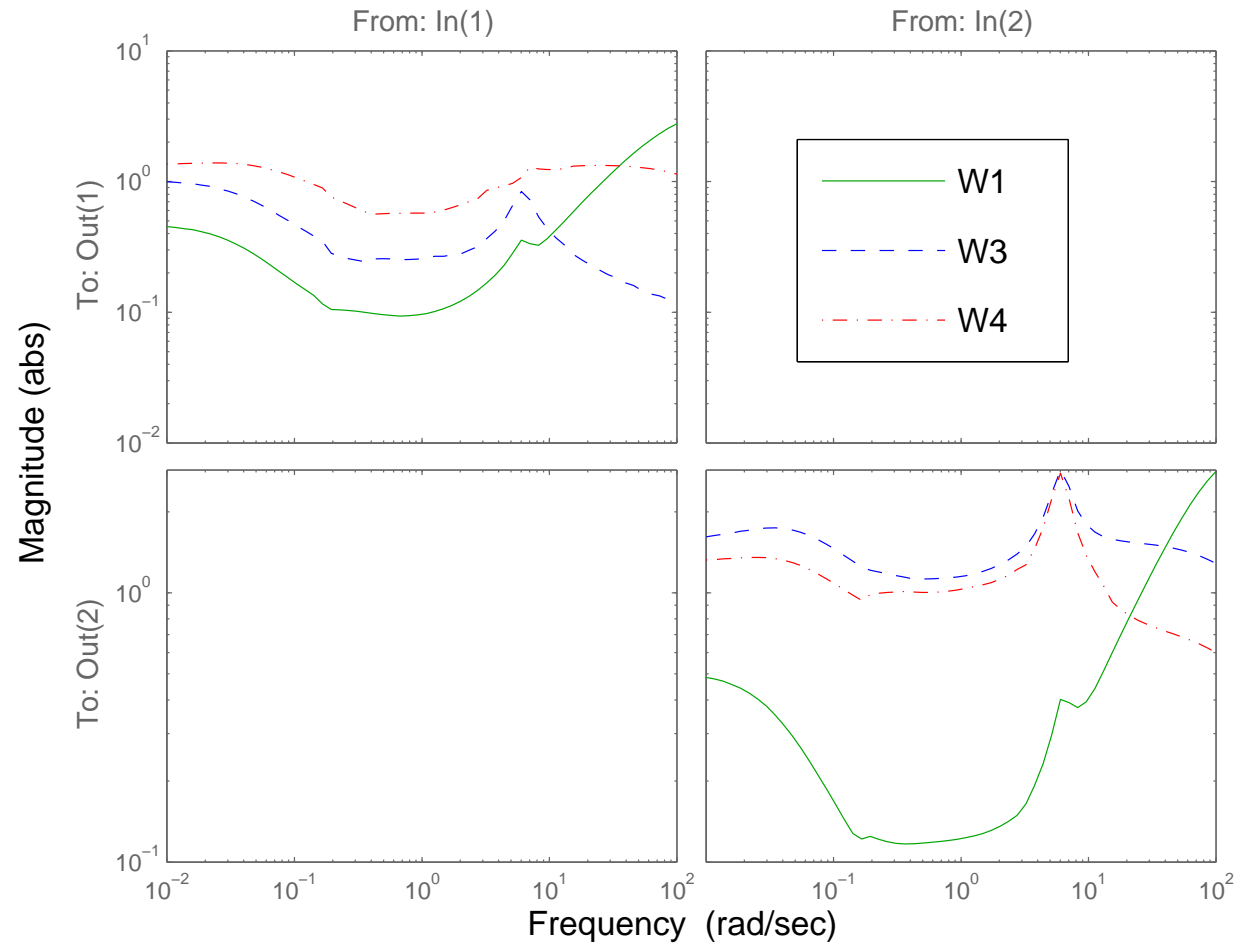 From: In(1)
From: In(2)
10^1
10^0
10^−1
10^−2
To: Out(1)
W1
W3
W4
Magnitude (abs)
10^0
10^−1
To: Out(2)
10^−2
10^−1
10^0
10^1
10^2
10^−1
10^0
10^1
10^2
Frequency (rad/sec)